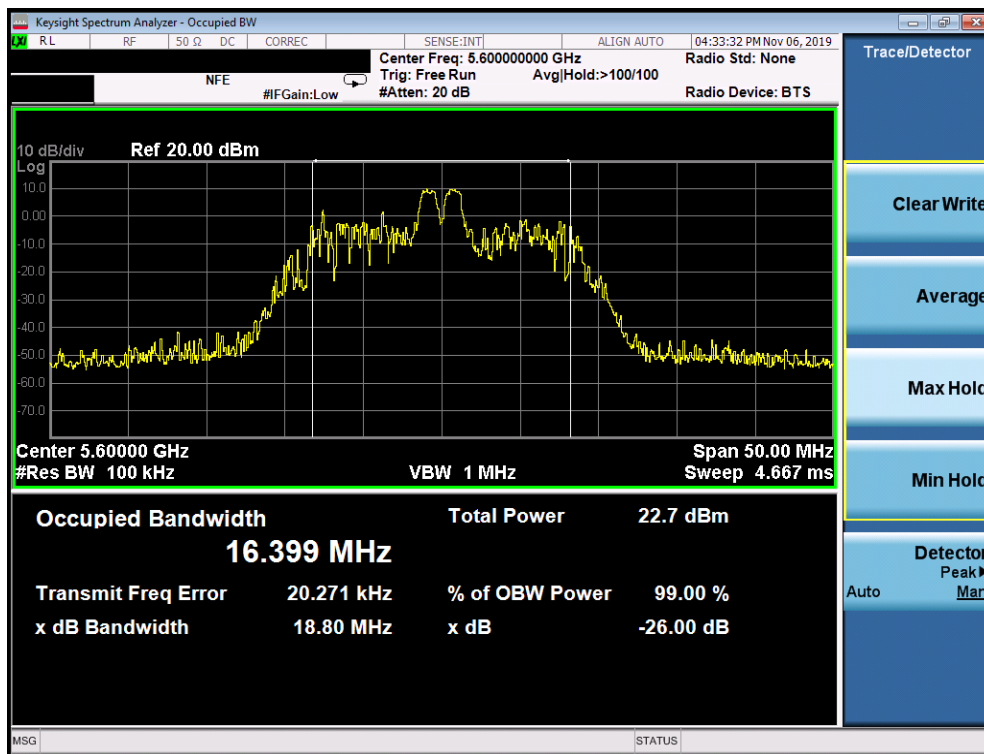 Keysight Spectrum Analyzer - Occupied BW
LXI RL RF 50 Ω DC CORREC SENSE:INT ALIGN AUTO 04:33:32 PM Nov 06, 2019
Center Freq: 5.600000000 GHz Radio Std: None
NFE Trig: Free Run Avg|Hold:>100/100
#IFGain:Low #Atten: 20 dB Radio Device: BTS
Trace/Detector
10 dB/div Ref 20.00 dBm
Log
10.0
0.00
-10.0
-20.0
-30.0
-40.0
-50.0
-60.0
-70.0
Center 5.60000 GHz Span 50.00 MHz
#Res BW 100 kHz VBW 1 MHz Sweep 4.667 ms
Occupied Bandwidth Total Power 22.7 dBm
16.399 MHz
Transmit Freq Error 20.271 kHz % of OBW Power 99.00 %
x dB Bandwidth 18.80 MHz x dB -26.00 dB
Clear Write
Average
Max Hold
Min Hold
Detector
Peak▶
Auto Man
MSG STATUS